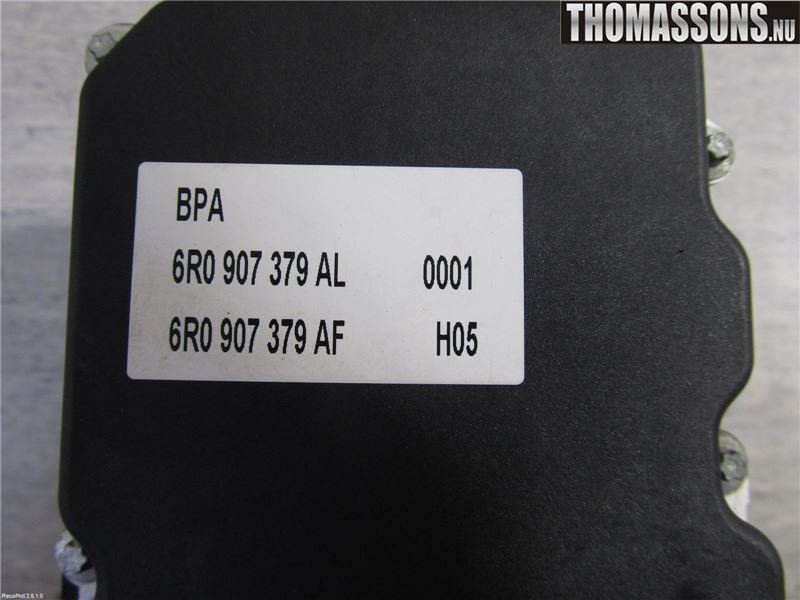 THOMASSONS.NU
BPA
6R0 907 379 AL 0001
6R0 907 379 AF H05
RecoPict 2.5.1.0